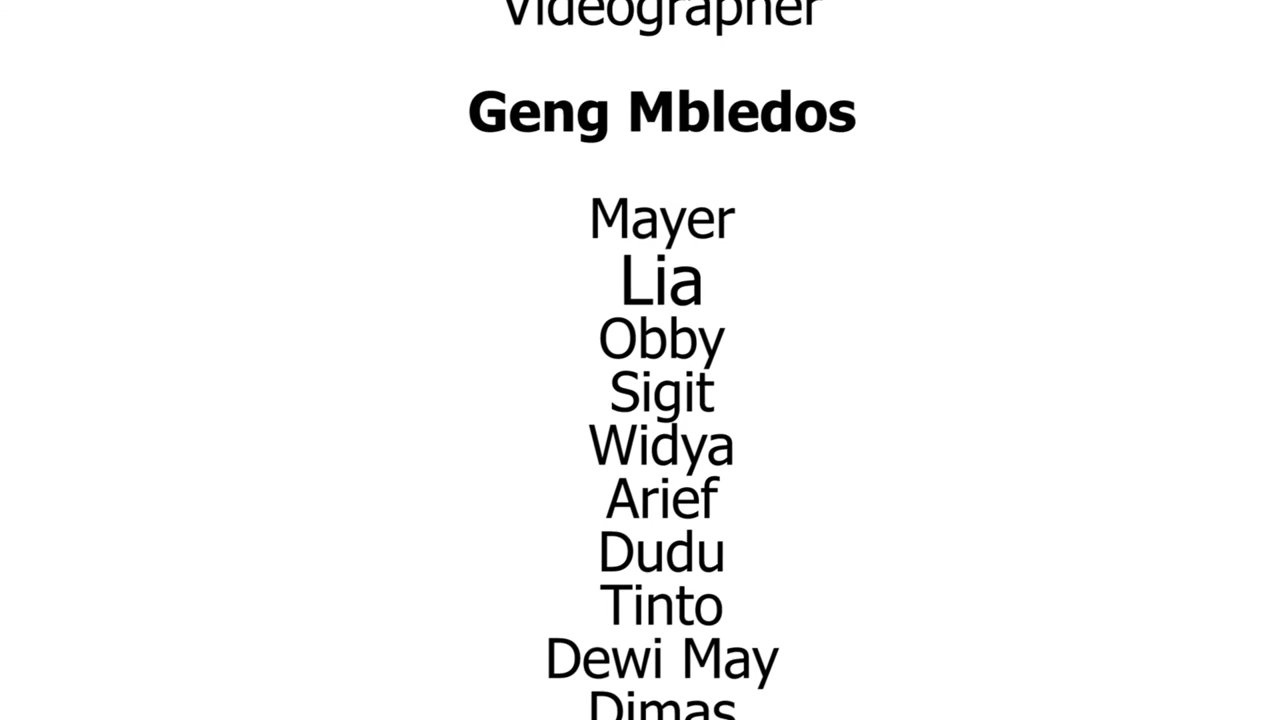 Videographer
Geng Mbledos
Mayer
Lia
Obby
Sigit
Widya
Arief
Dudu
Tinto
Dewi May
Dimas